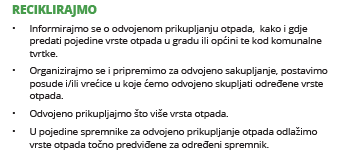 RECIKLIRAJMO
• Informirajmo se o odvojenom prikupljanju otpada, kako i gdje
predati pojedine vrste otpada u gradu ili općini te kod komunalne
tvrtke.
• Organizirajmo se i pripremimo za odvojeno sakupljanje, postavimo
posude i/ili vrećice u koje ćemo odvojeno skupljati određene vrste
otpada.
• Odvojeno prikupljajmo što više vrsta otpada.
• U pojedine spremnike za odvojeno prikupljanje otpada odlažimo
vrste otpada točno predviđene za određeni spremnik.